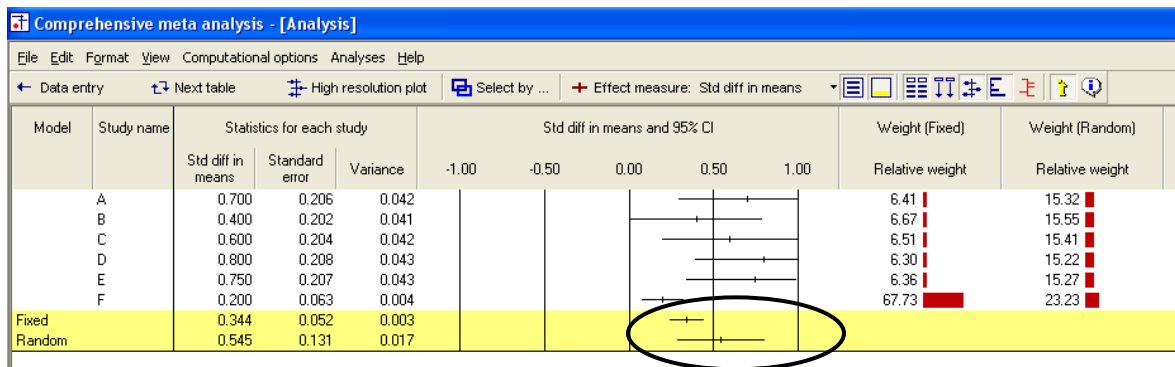 Comprehensive meta analysis - [Analysis]
File Edit Format View Computational options Analyses Help
← Data entry Next table High resolution plot Select by ... Effect measure: Std diff in means
Model Study name Statistics for each study Std diff in means and 95% CI Weight (Fixed) Weight (Random)
Std diff in means Standard error Variance -1.00 -0.50 0.00 0.50 1.00 Relative weight Relative weight
A 0.700 0.206 0.042 6.41 15.32
B 0.400 0.202 0.041 6.67 15.55
C 0.600 0.204 0.042 6.51 15.41
D 0.800 0.208 0.043 6.30 15.22
E 0.750 0.207 0.043 6.36 15.27
F 0.200 0.063 0.004 67.73 23.23
Fixed 0.344 0.052 0.003
Random 0.545 0.131 0.017